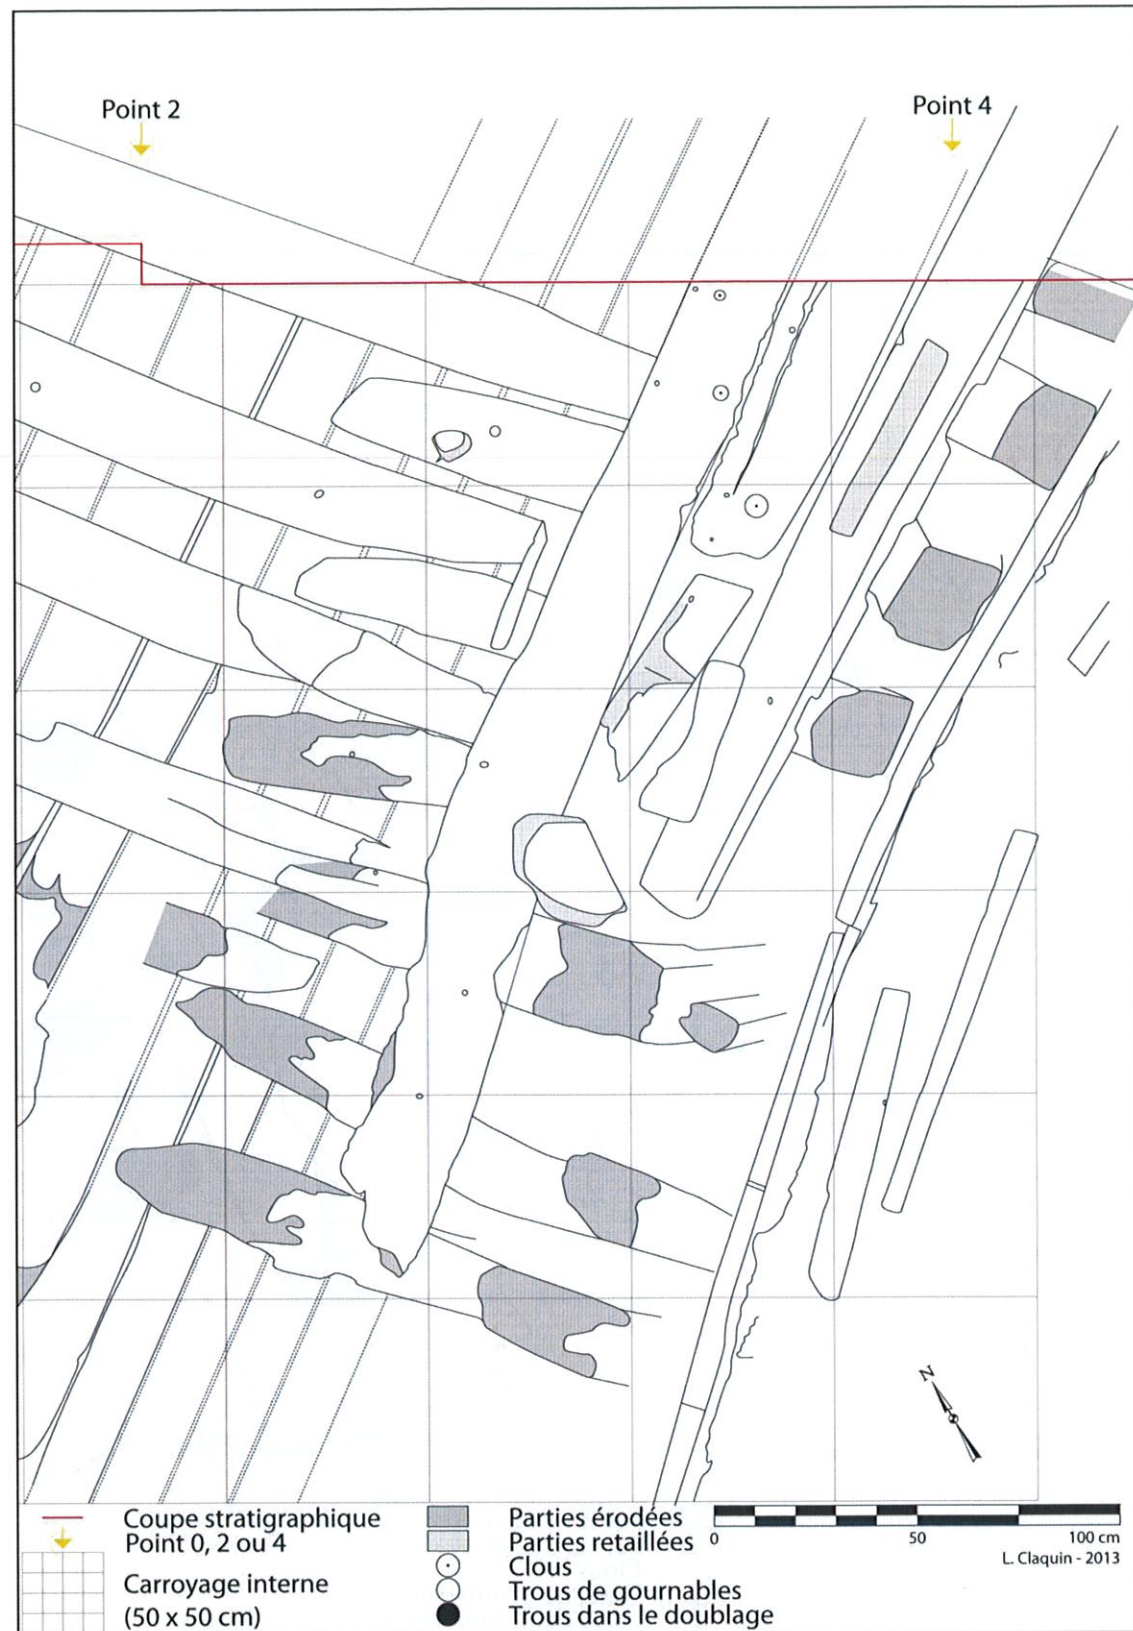 Point 2
Point 4
N
Coupe stratigraphique
Point 0, 2 ou 4
Carroyage interne
(50 x 50 cm)
Parties érodées
Parties retaillées
Clous
Trous de gournables
Trous dans le doublage
0 50 100 cm
L. Claquin - 2013